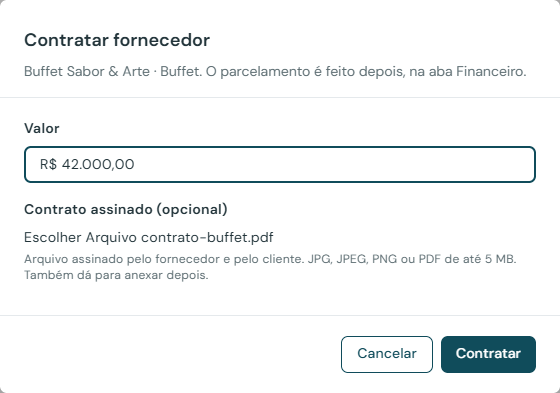 Contratar fornecedor
Buffet Sabor & Arte · Buffet. O parcelamento é feito depois, na aba Financeiro.
Valor
R$ 42.000,00
Contrato assinado (opcional)
Escolher Arquivo contrato-buffet.pdf
Arquivo assinado pelo fornecedor e pelo cliente. JPG, JPEG, PNG ou PDF de até 5 MB.
Também dá para anexar depois.
Cancelar
Contratar